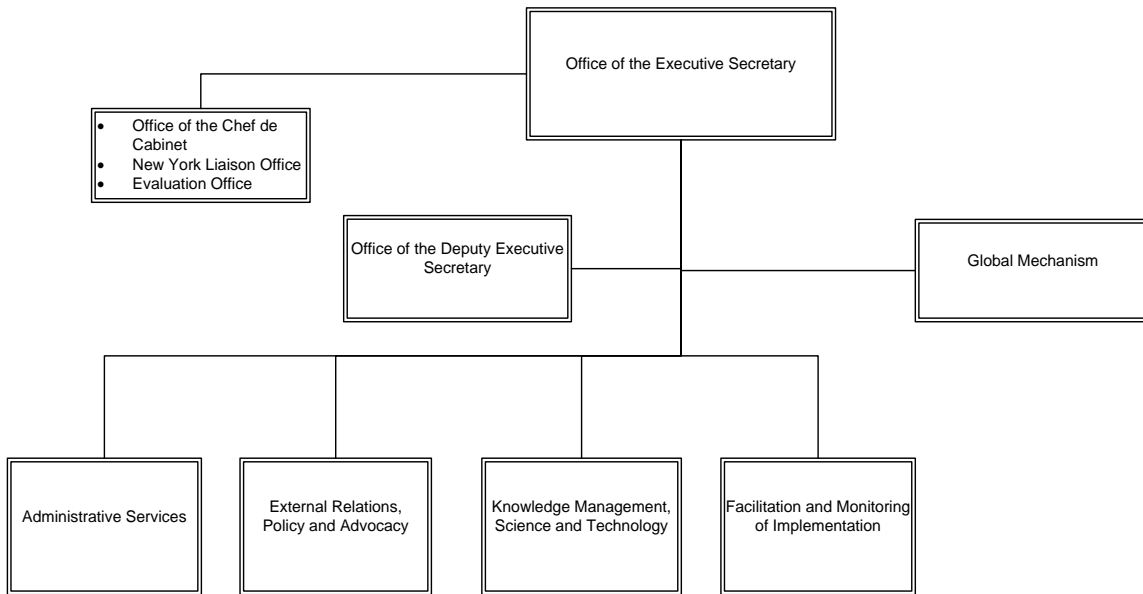 Office of the Executive Secretary
• Office of the Chef de
Cabinet
• New York Liaison Office
• Evaluation Office
Office of the Deputy Executive
Secretary
Global Mechanism
Administrative Services
External Relations,
Policy and Advocacy
Knowledge Management,
Science and Technology
Facilitation and Monitoring
of Implementation